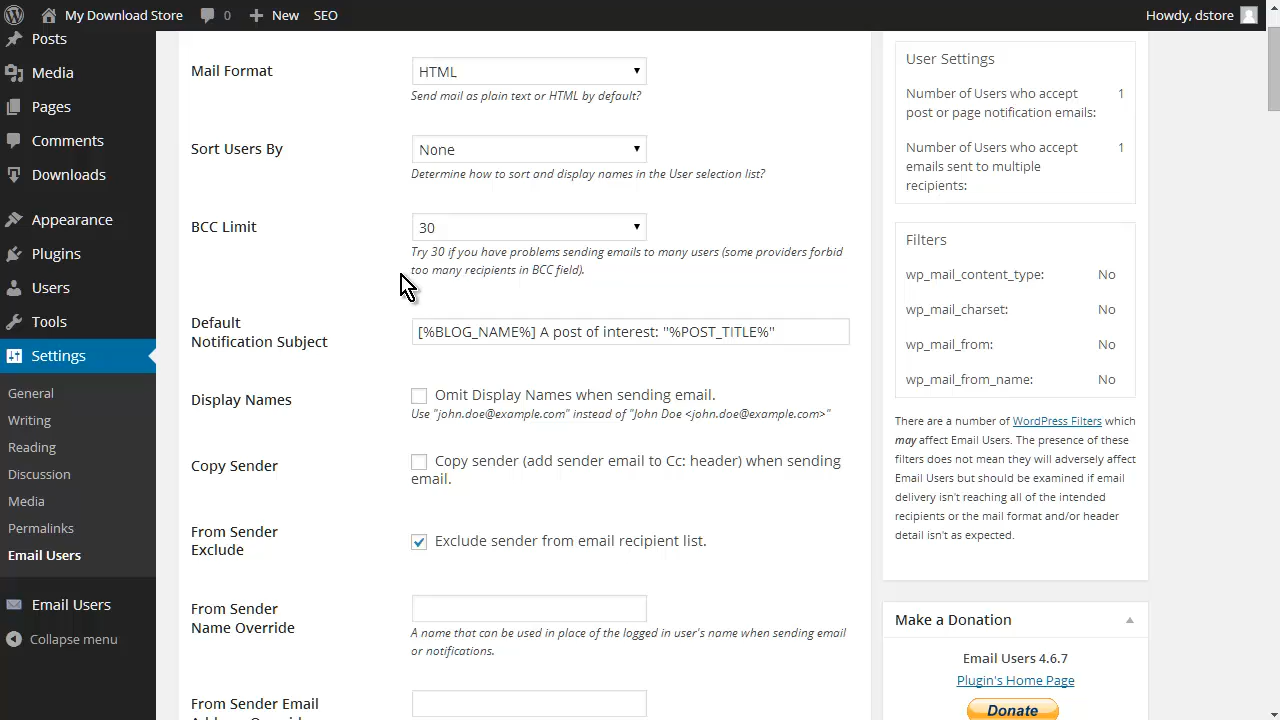 My Download Store 0 New SEO Howdy, dstore
Posts
Media
Pages
Comments
Downloads
Appearance
Plugins
Users
Tools
Settings
General
Writing
Reading
Discussion
Media
Permalinks
Email Users
Email Users
Collapse menu
Mail Format
HTML
Send mail as plain text or HTML by default?
Sort Users By
None
Determine how to sort and display names in the User selection list?
BCC Limit
30
Try 30 if you have problems sending emails to many users (some providers forbid
too many recipients in BCC field).
Default
Notification Subject
[%BLOG_NAME%] A post of interest: "%POST_TITLE%"
Display Names
Omit Display Names when sending email.
Use "john.doe@example.com" instead of "John Doe <john.doe@example.com>"
Copy Sender
Copy sender (add sender email to Cc: header) when sending
email.
From Sender
Exclude
Exclude sender from email recipient list.
From Sender
Name Override
A name that can be used in place of the logged in user's name when sending email
or notifications.
From Sender Email
User Settings
Number of Users who accept 1
post or page notification emails:
Number of Users who accept 1
emails sent to multiple
recipients:
Filters
wp_mail_content_type: No
wp_mail_charset: No
wp_mail_from: No
wp_mail_from_name: No
There are a number of WordPress Filters which
may affect Email Users. The presence of these
filters does not mean they will adversely affect
Email Users but should be examined if email
delivery isn't reaching all of the intended
recipients or the mail format and/or header
detail isn't as expected.
Make a Donation
Email Users 4.6.7
Plugin's Home Page
Donate